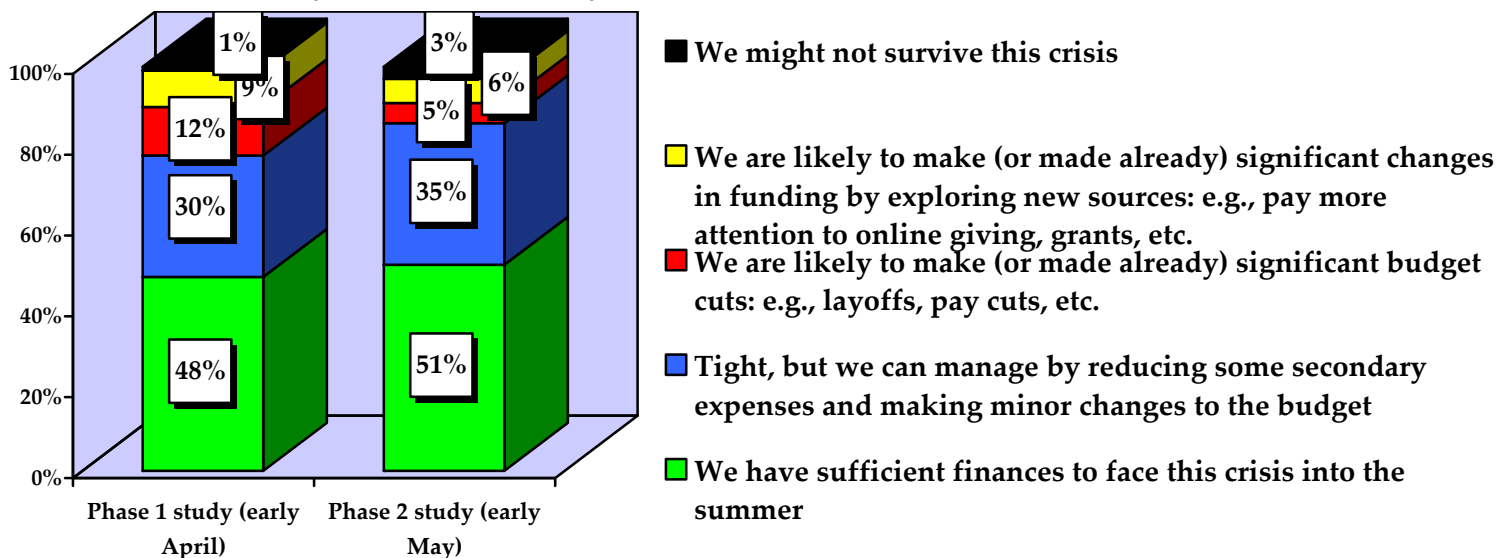 100%
80%
60%
40%
20%
0%
1%
9%
12%
30%
48%
3%
6%
5%
35%
51%
Phase 1 study (early
April)
Phase 2 study (early
May)
We might not survive this crisis
We are likely to make (or made already) significant changes
in funding by exploring new sources: e.g., pay more
attention to online giving, grants, etc.
We are likely to make (or made already) significant budget
cuts: e.g., layoffs, pay cuts, etc.
Tight, but we can manage by reducing some secondary
expenses and making minor changes to the budget
We have sufficient finances to face this crisis into the
summer